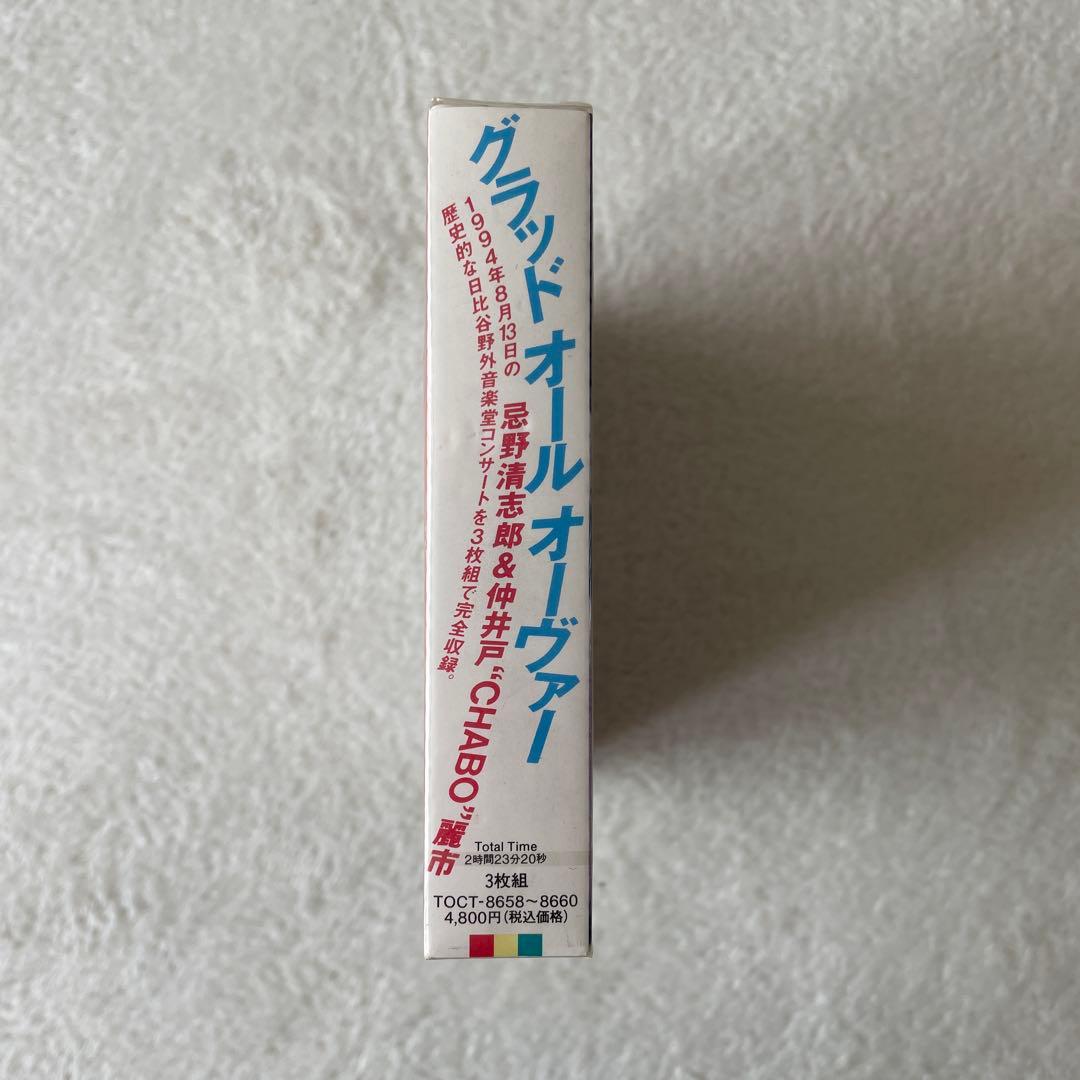 グラッド オール オーヴァー
忌野清志郎&仲井戸“CHABO”麗市
1994年8月13日の
歴史的な日比谷野外音楽堂コンサートを3枚組で完全収録。
Total Time
2時間23分20秒
3枚組
TOCT-8658〜8660
4,800円(税込価格)